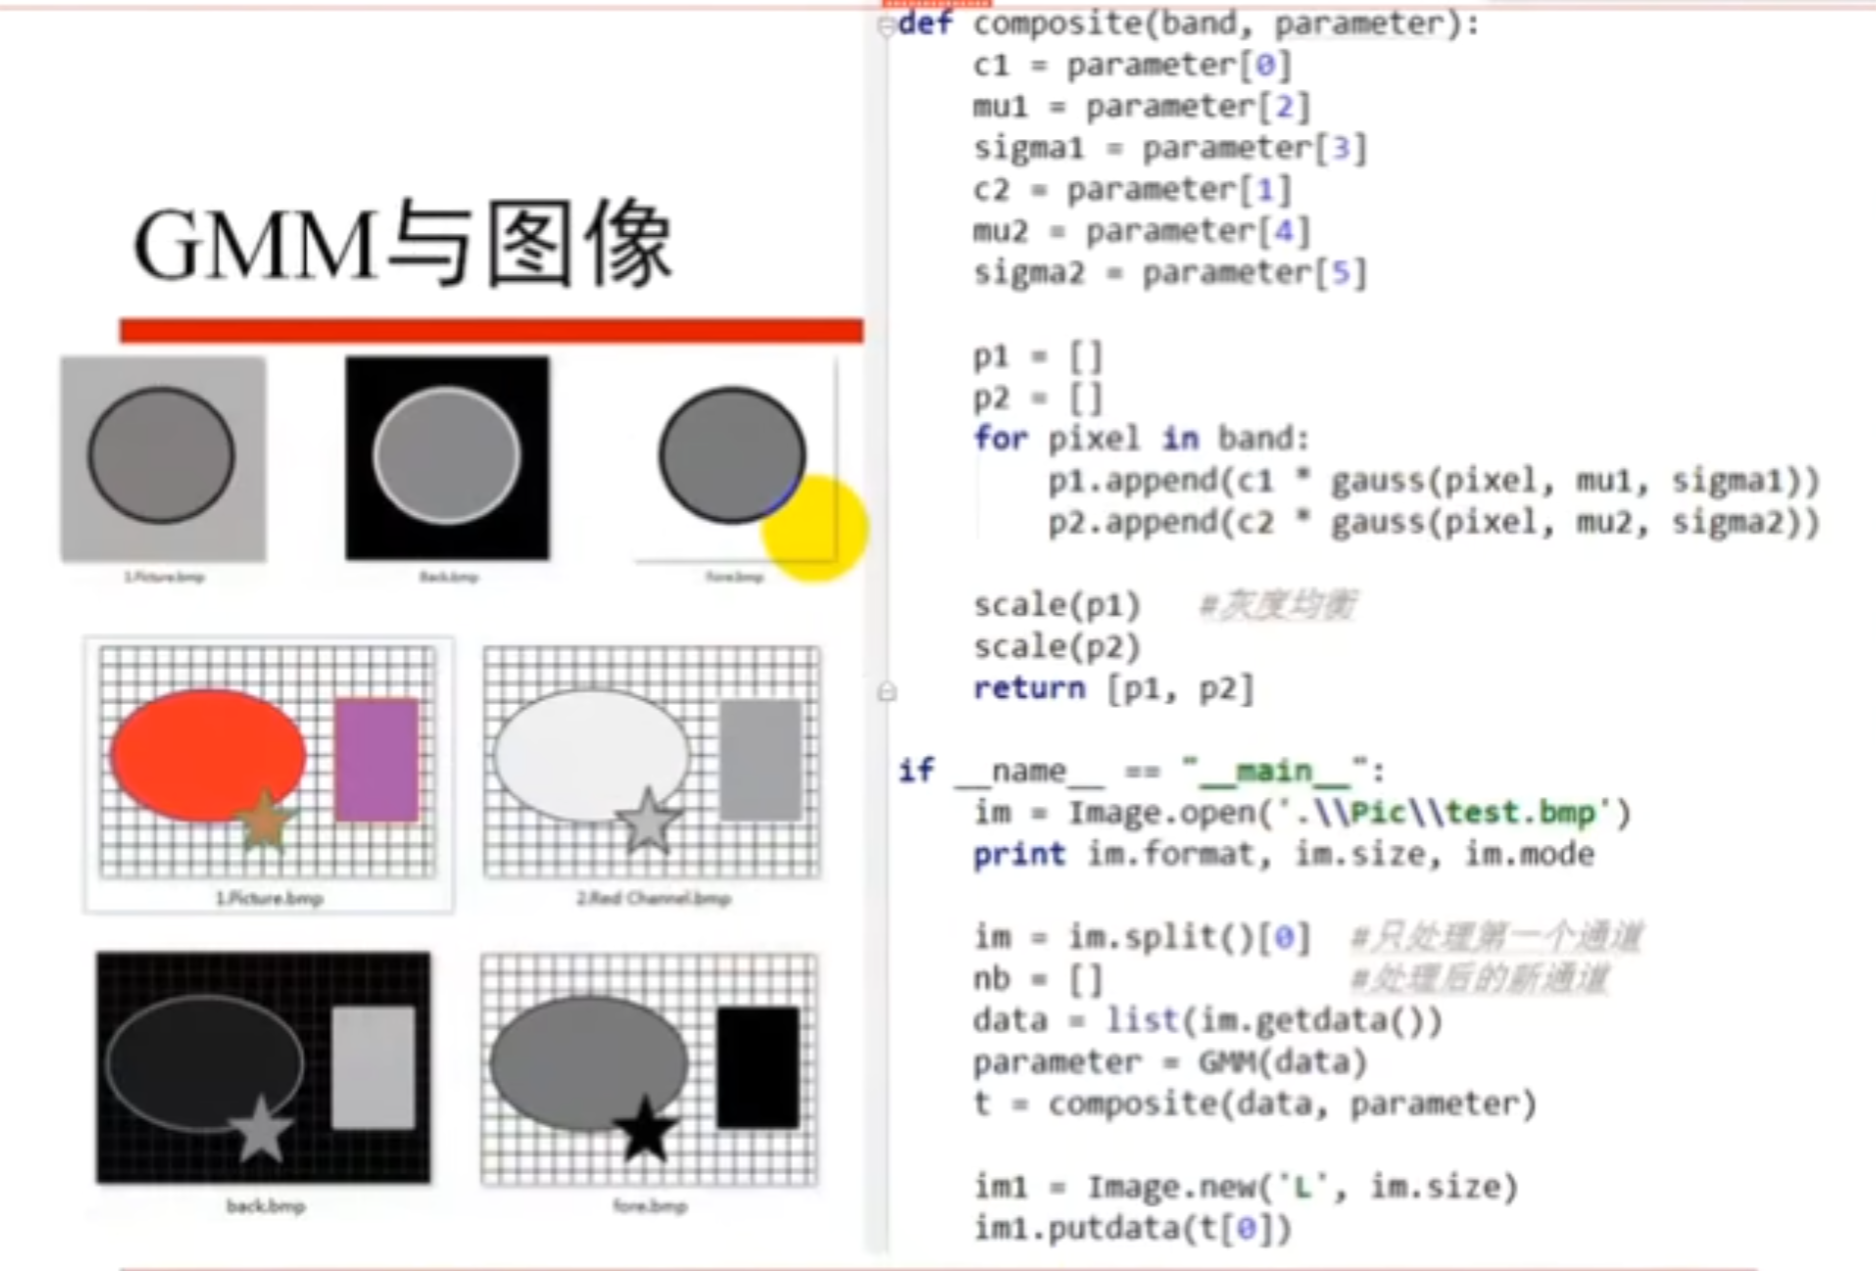 GMM与图像
1.Picture.bmp
Back.bmp
Fore.bmp
1.Picture.bmp
2.Red Channel.bmp
back.bmp
fore.bmp
def composite(band, parameter):
    c1 = parameter[0]
    mu1 = parameter[2]
    sigma1 = parameter[3]
    c2 = parameter[1]
    mu2 = parameter[4]
    sigma2 = parameter[5]
    p1 = []
    p2 = []
    for pixel in band:
        p1.append(c1 * gauss(pixel, mu1, sigma1))
        p2.append(c2 * gauss(pixel, mu2, sigma2))
    scale(p1)   #灰度均衡
    scale(p2)
    return [p1, p2]
if __name__ == "__main__":
    im = Image.open('.\\Pic\\test.bmp')
    print im.format, im.size, im.mode
    im = im.split()[0]  #只处理第一个通道
    nb = []             #处理后的新通道
    data = list(im.getdata())
    parameter = GMM(data)
    t = composite(data, parameter)
    im1 = Image.new('L', im.size)
    im1.putdata(t[0])